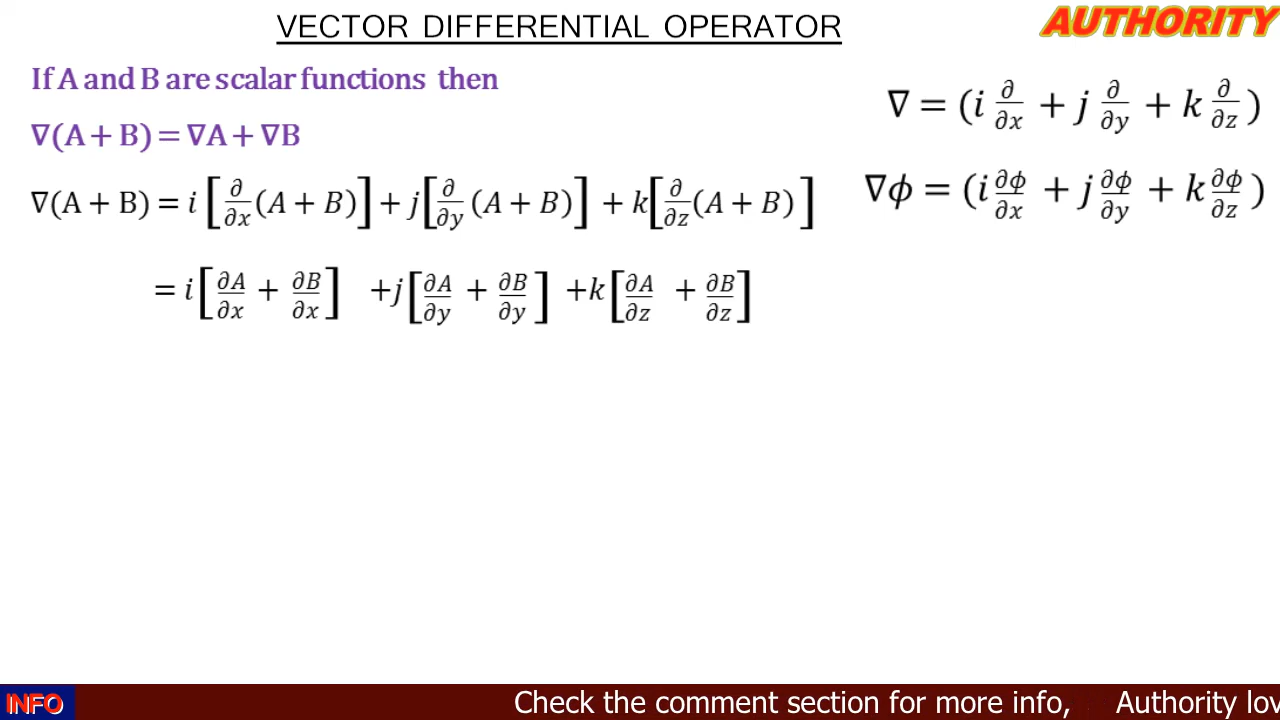 VECTOR DIFFERENTIAL OPERATOR
AUTHORITY
If A and B are scalar functions then
∇(A + B) = ∇A + ∇B
∇ = (i ∂/∂x + j ∂/∂y + k ∂/∂z )
∇ϕ = (i ∂ϕ/∂x + j ∂ϕ/∂y + k ∂ϕ/∂z )
∇(A + B) = i [∂/∂x (A + B)] + j[∂/∂y (A + B)] + k[∂/∂z (A + B) ]
= i[∂A/∂x + ∂B/∂x] +j[∂A/∂y + ∂B/∂y] +k[∂A/∂z + ∂B/∂z]
INFO Check the comment section for more info, Authority lov